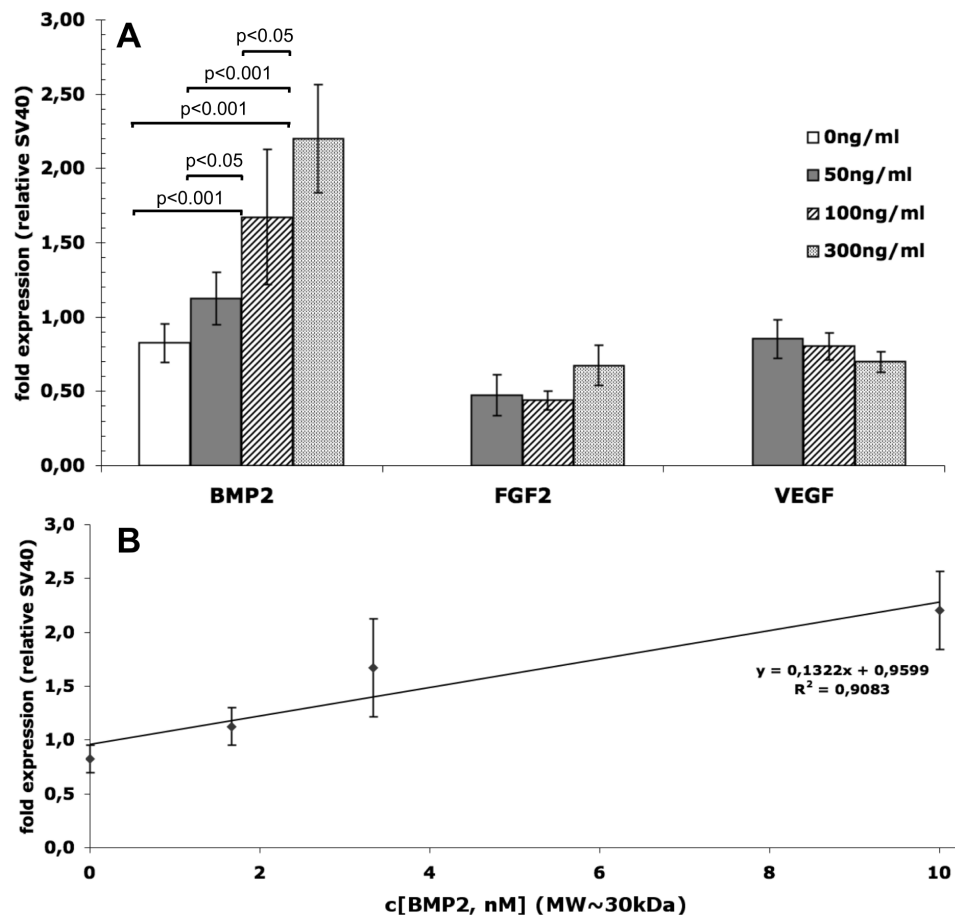 A
fold expression (relative SV40)
3,00
2,50
2,00
1,50
1,00
0,50
0,00
p<0.05
p<0.001
p<0.001
p<0.05
p<0.001
0ng/ml
50ng/ml
100ng/ml
300ng/ml
BMP2 FGF2 VEGF
B
fold expression (relative SV40)
3,0
2,5
2,0
1,5
1,0
0,5
0,0
y = 0,1322x + 0,9599
R² = 0,9083
0 2 4 6 8 10
c[BMP2, nM] (MW~30kDa)